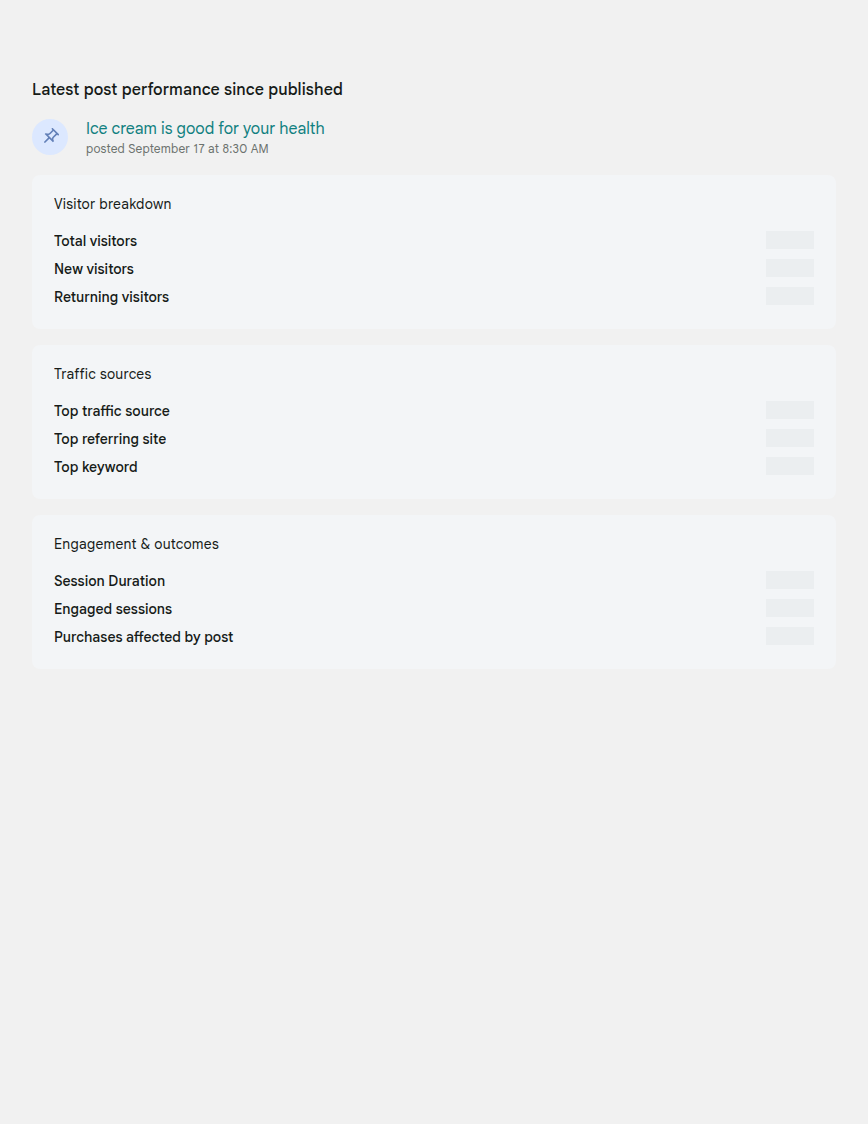 Latest post performance since published
Ice cream is good for your health
posted September 17 at 8:30 AM
Visitor breakdown
Total visitors
New visitors
Returning visitors
Traffic sources
Top traffic source
Top referring site
Top keyword
Engagement & outcomes
Session Duration
Engaged sessions
Purchases affected by post